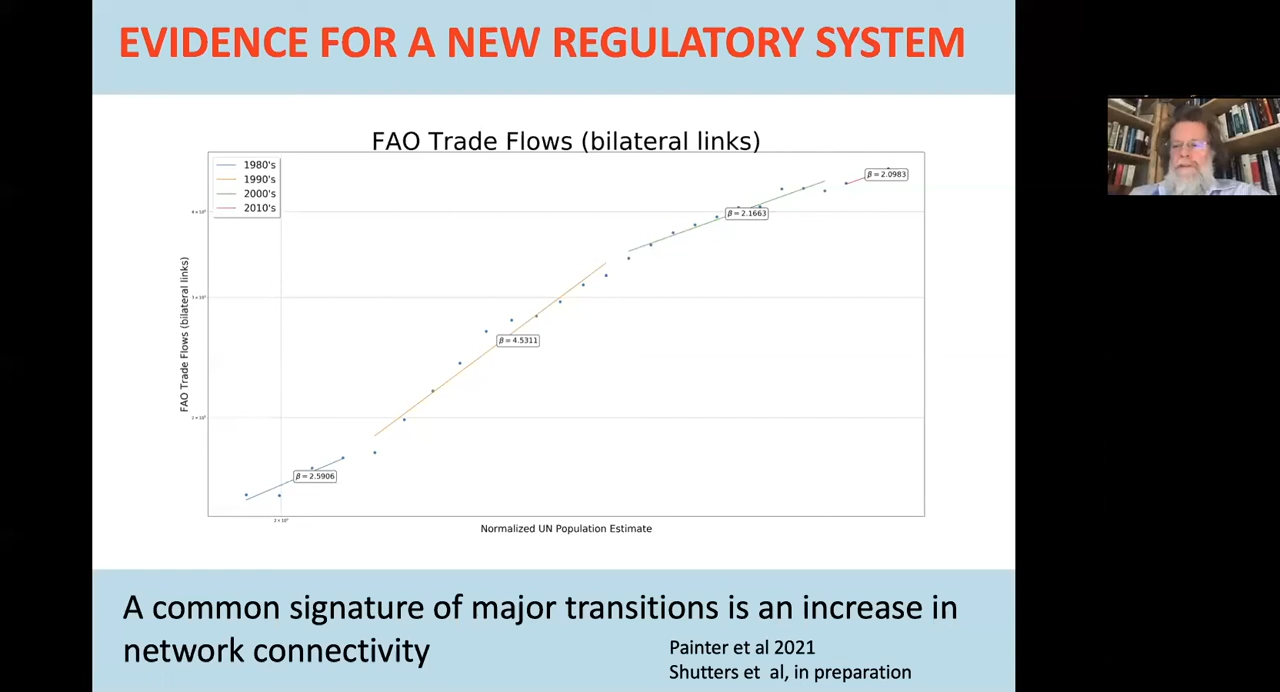 EVIDENCE FOR A NEW REGULATORY SYSTEM
FAO Trade Flows (bilateral links)
1980's
1990's
2000's
2010's
β = 2.0983
β = 2.1663
β = 4.5311
β = 2.5906
FAO Trade Flows (bilateral links)
Normalized UN Population Estimate
A common signature of major transitions is an increase in
network connectivity
Painter et al 2021
Shutters et al, in preparation